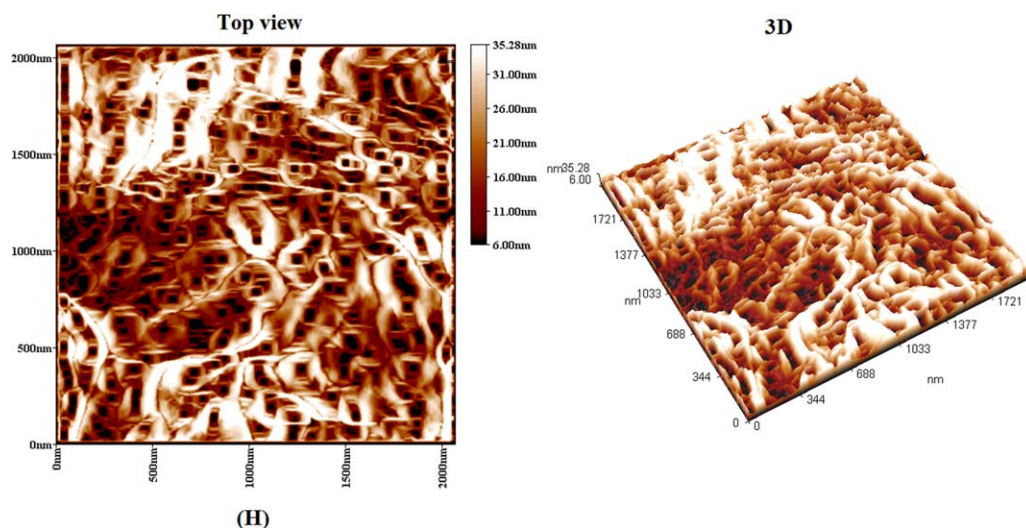 Top view
3D
2000nm
1500nm
1000nm
500nm
0nm
0nm
500nm
1000nm
1500nm
2000nm
35.28nm
31.00nm
26.00nm
21.00nm
16.00nm
11.00nm
6.00nm
nm 35.28
6.00
1721
1377
1033
nm
688
344
0
0
344
688
1033
nm
1377
1721
(H)